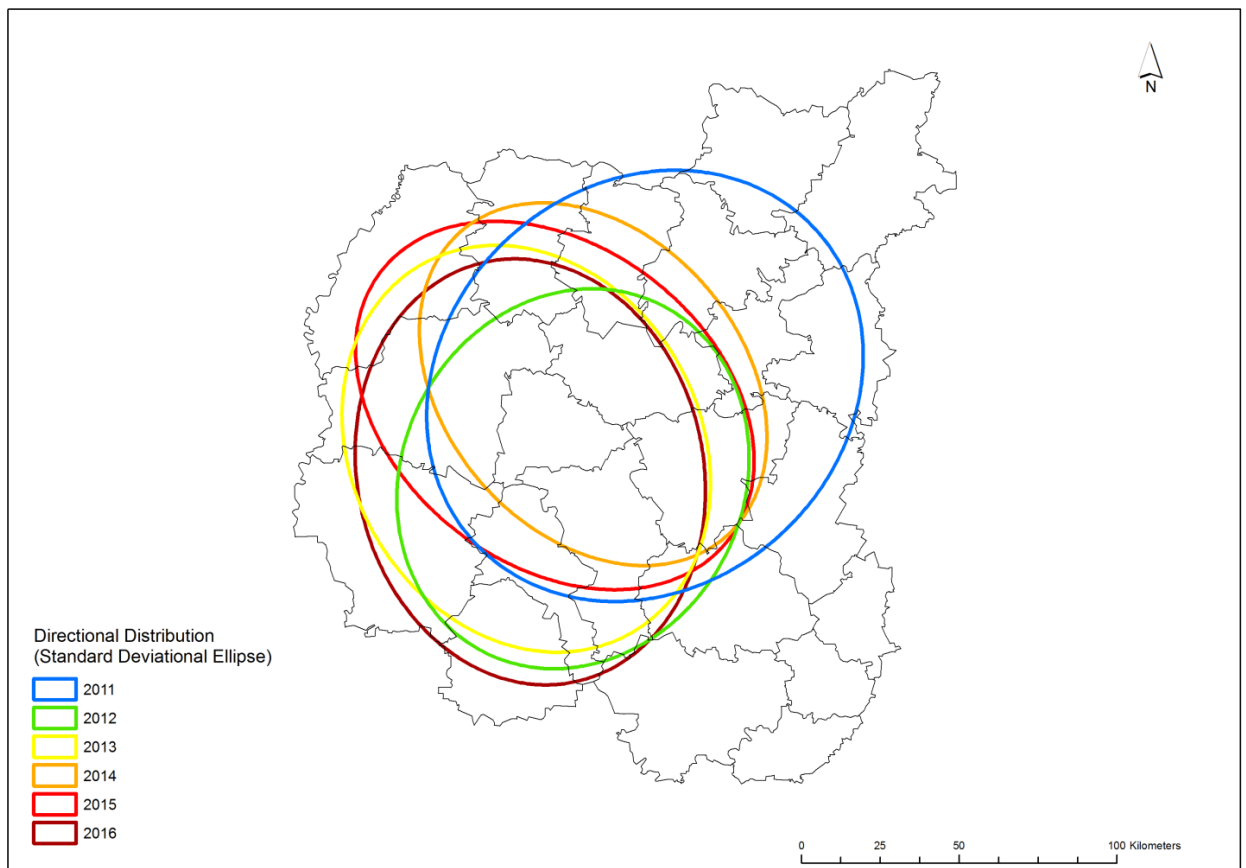 N
Directional Distribution
(Standard Deviational Ellipse)
2011
2012
2013
2014
2015
2016
0 25 50 100 Kilometers